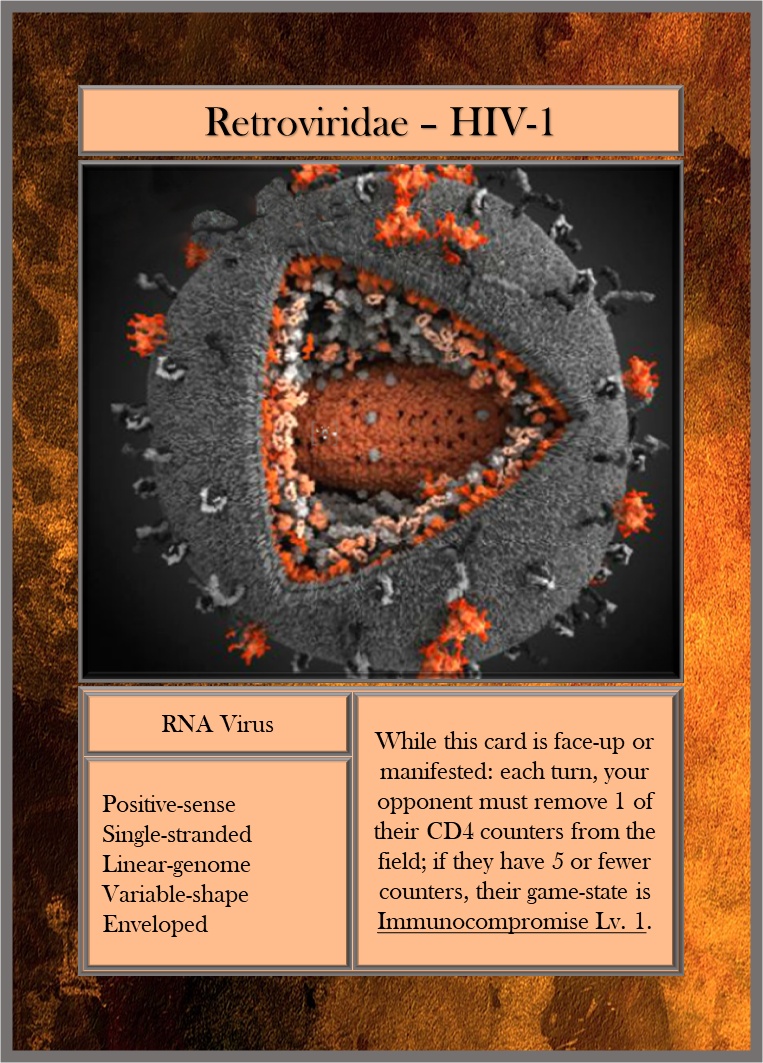 Retroviridae – HIV-1
RNA Virus
Positive-sense
Single-stranded
Linear-genome
Variable-shape
Enveloped
While this card is face-up or
manifested: each turn, your
opponent must remove 1 of
their CD4 counters from the
field; if they have 5 or fewer
counters, their game-state is
Immunocompromise Lv. 1.